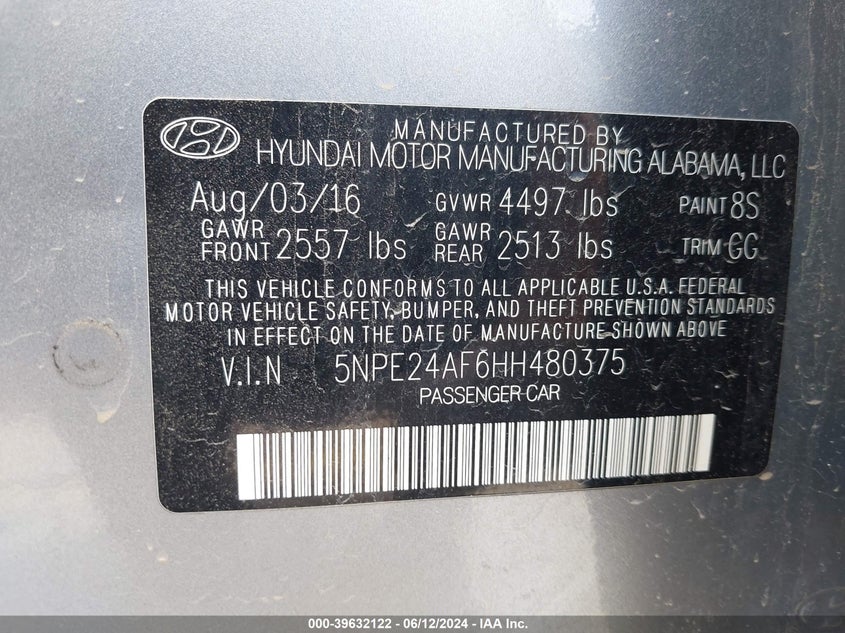 MANUFACTURED BY
HYUNDAI MOTOR MANUFACTURING ALABAMA, LLC
Aug/03/16 GVWR 4497 lbs PAINT 8S
GAWR FRONT 2557 lbs GAWR REAR 2513 lbs TRIM GG
THIS VEHICLE CONFORMS TO ALL APPLICABLE U.S.A. FEDERAL
MOTOR VEHICLE SAFETY, BUMPER, AND THEFT PREVENTION STANDARDS
IN EFFECT ON THE DATE OF MANUFACTURE SHOWN ABOVE
V.I.N 5NPE24AF6HH480375
PASSENGER CAR
000-39632122 - 06/12/2024 - IAA Inc.